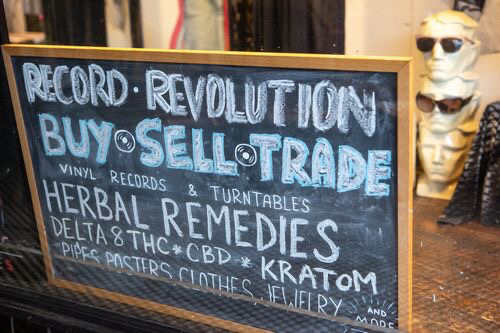 RECORD · REVOLUTION
BUY · SELL · TRADE
VINYL RECORDS & TURNTABLES
HERBAL REMEDIES
DELTA 8 THC * CBD * KRATOM
PIPES POSTERS CLOTHES JEWELRY AND MORE